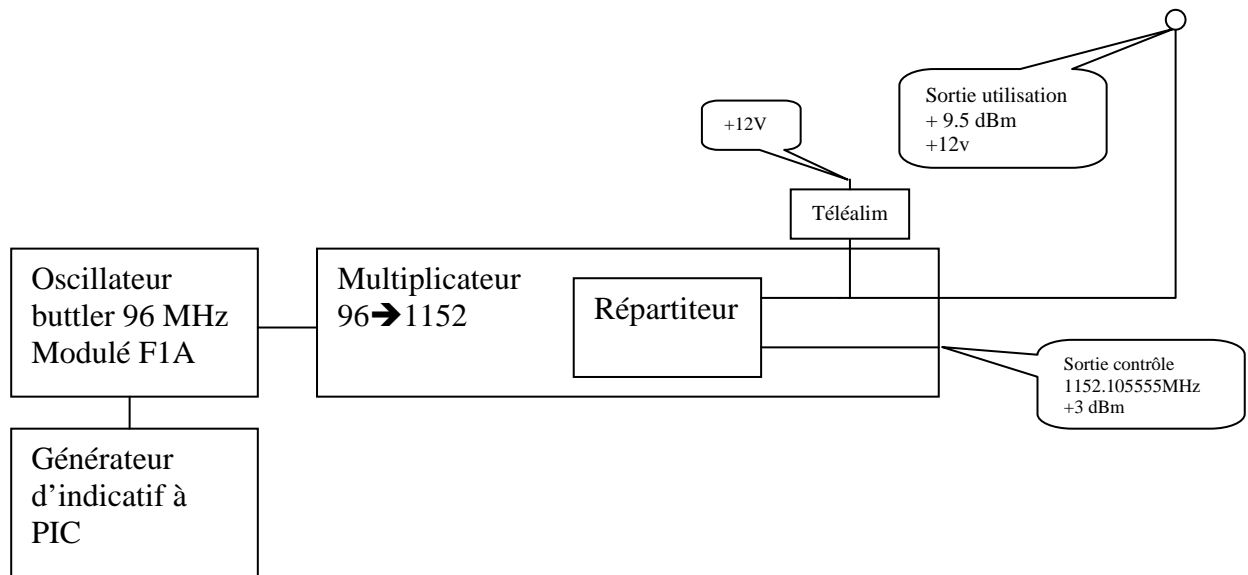 Sortie utilisation
+ 9.5 dBm
+12v
+12V
Téléalim
Oscillateur
buttler 96 MHz
Modulé F1A
Multiplicateur
96➔1152
Répartiteur
Sortie contrôle
1152.105555MHz
+3 dBm
Générateur
d’indicatif à
PIC